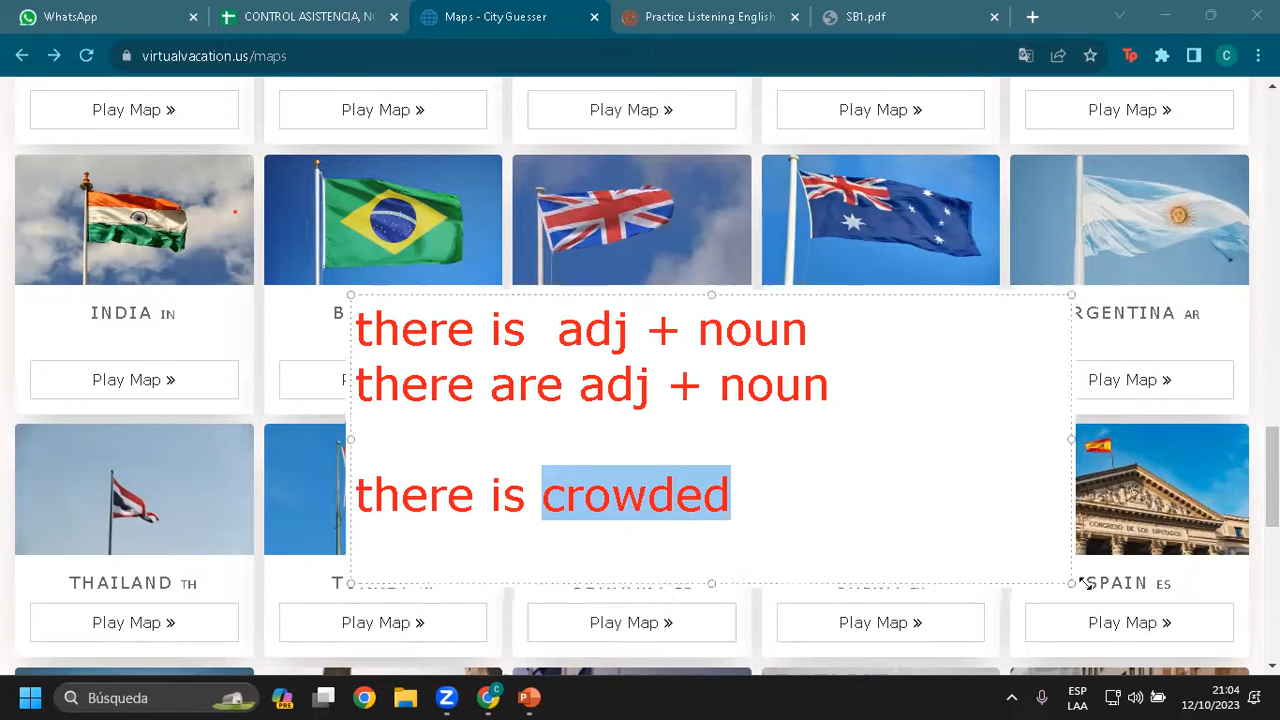 WhatsApp
CONTROL ASISTENCIA, NO
Maps - City Guesser
Practice Listening English
SB1.pdf
virtualvacation.us/maps
C
Play Map »
Play Map »
Play Map »
Play Map »
Play Map »
INDIA IN
B
RGENTINA AR
there is adj + noun
there are adj + noun
there is crowded
Play Map »
Play Map »
THAILAND TH
T
SPAIN ES
Play Map »
Play Map »
Play Map »
Play Map »
Play Map »
Búsqueda
PRE
ESP
LAA
21:04
12/10/2023